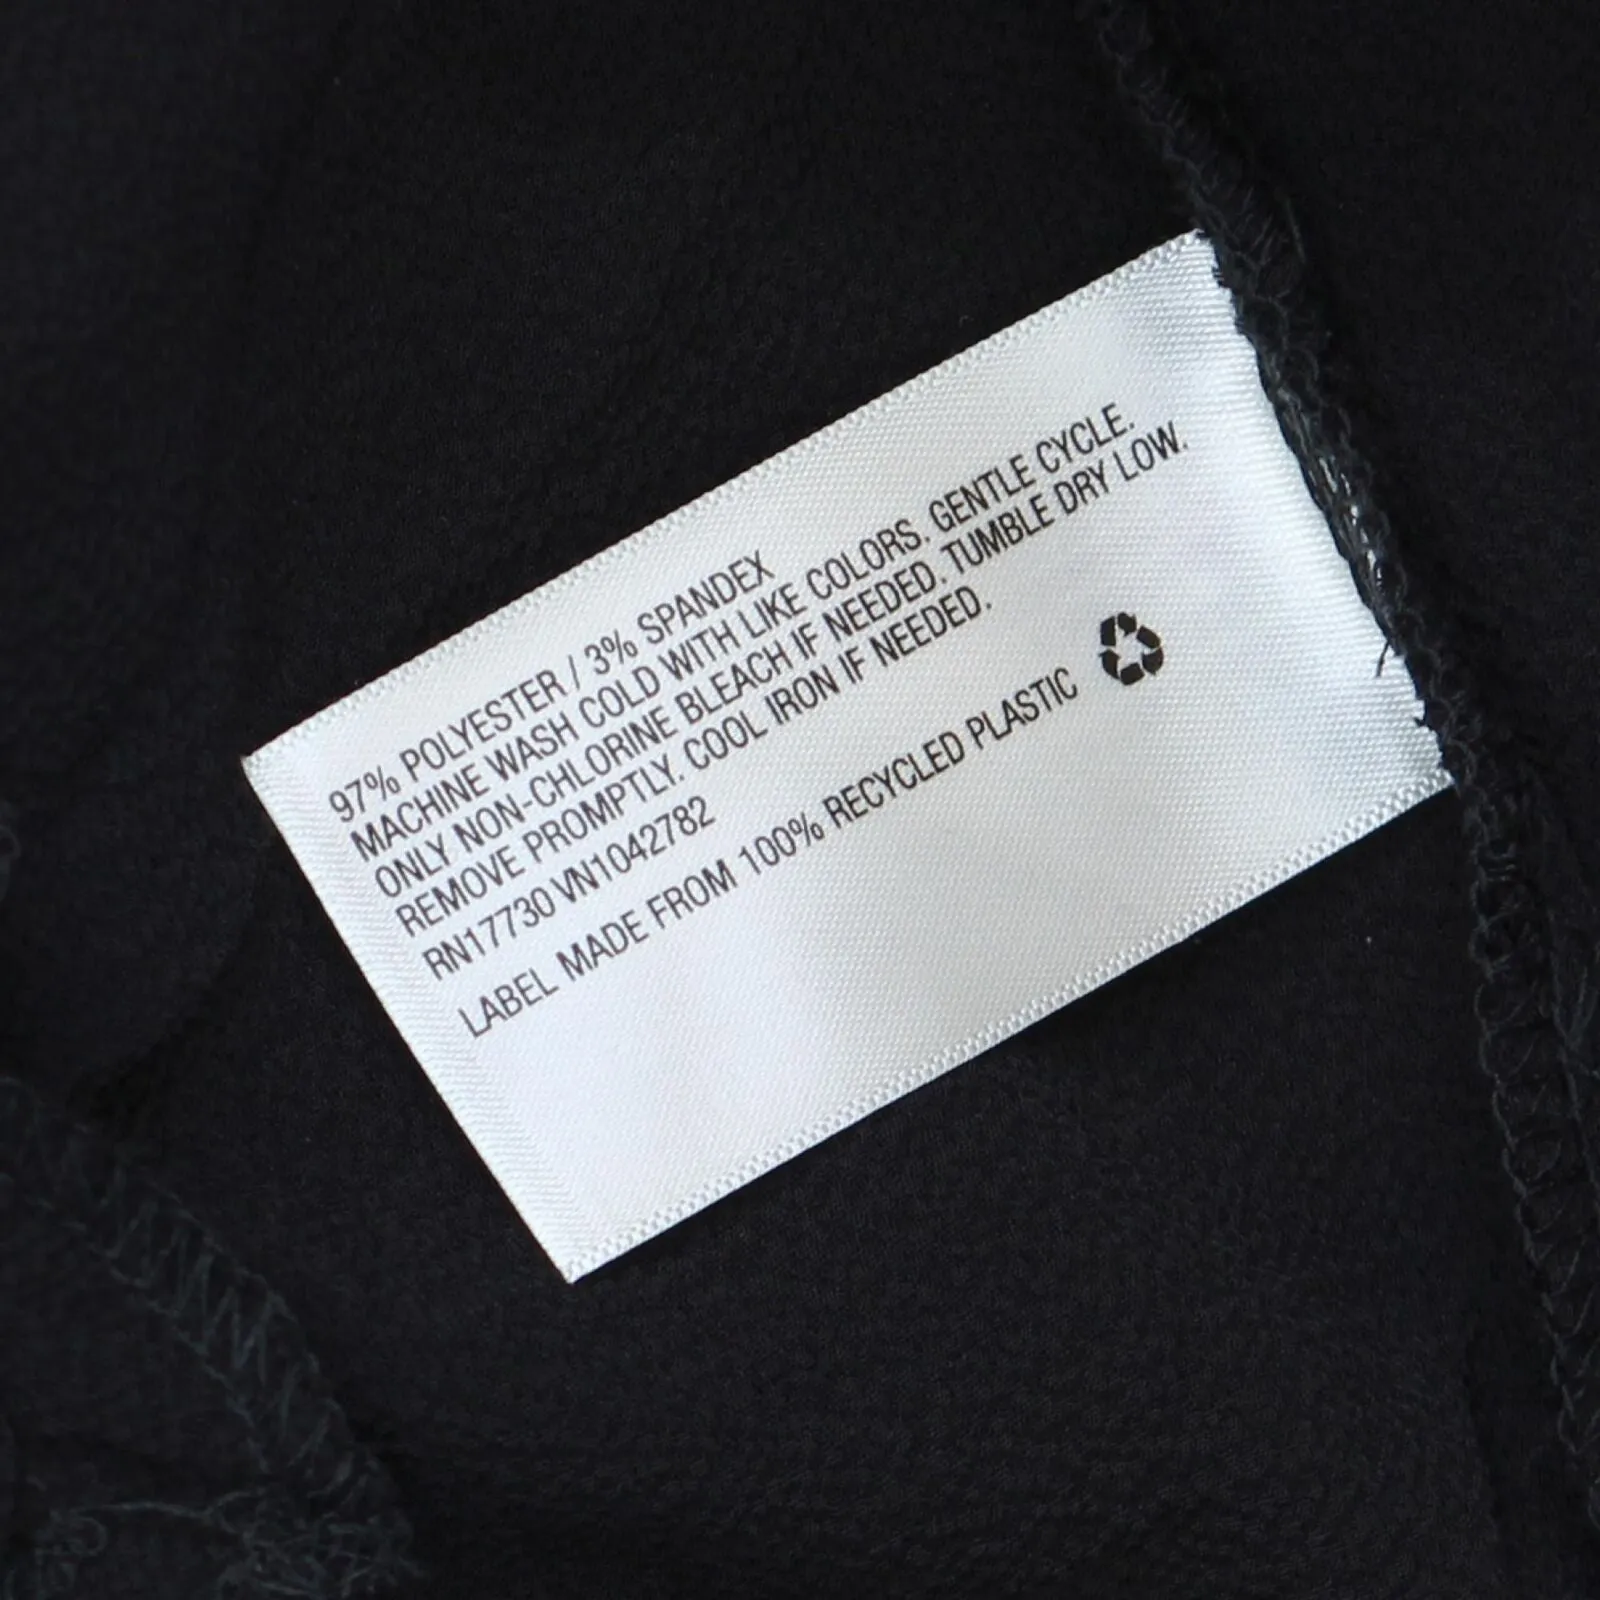 97% POLYESTER / 3% SPANDEX
MACHINE WASH COLD WITH LIKE COLORS. GENTLE CYCLE.
ONLY NON-CHLORINE BLEACH IF NEEDED. TUMBLE DRY LOW.
REMOVE PROMPTLY. COOL IRON IF NEEDED.
RN17730 VN1042782
LABEL MADE FROM 100% RECYCLED PLASTIC